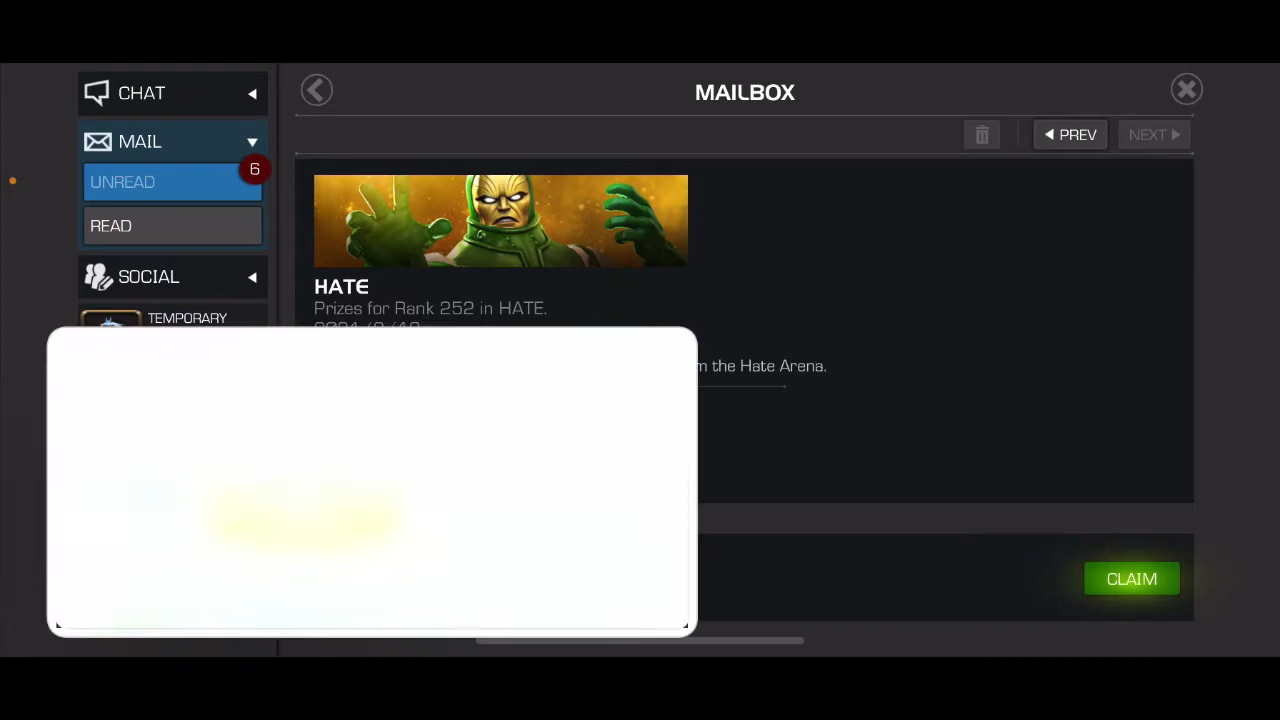 CHAT
MAIL
UNREAD
6
READ
SOCIAL
TEMPORARY
MAILBOX
PREV
NEXT
HATE
Prizes for Rank 252 in HATE.
the Hate Arena.
CLAIM